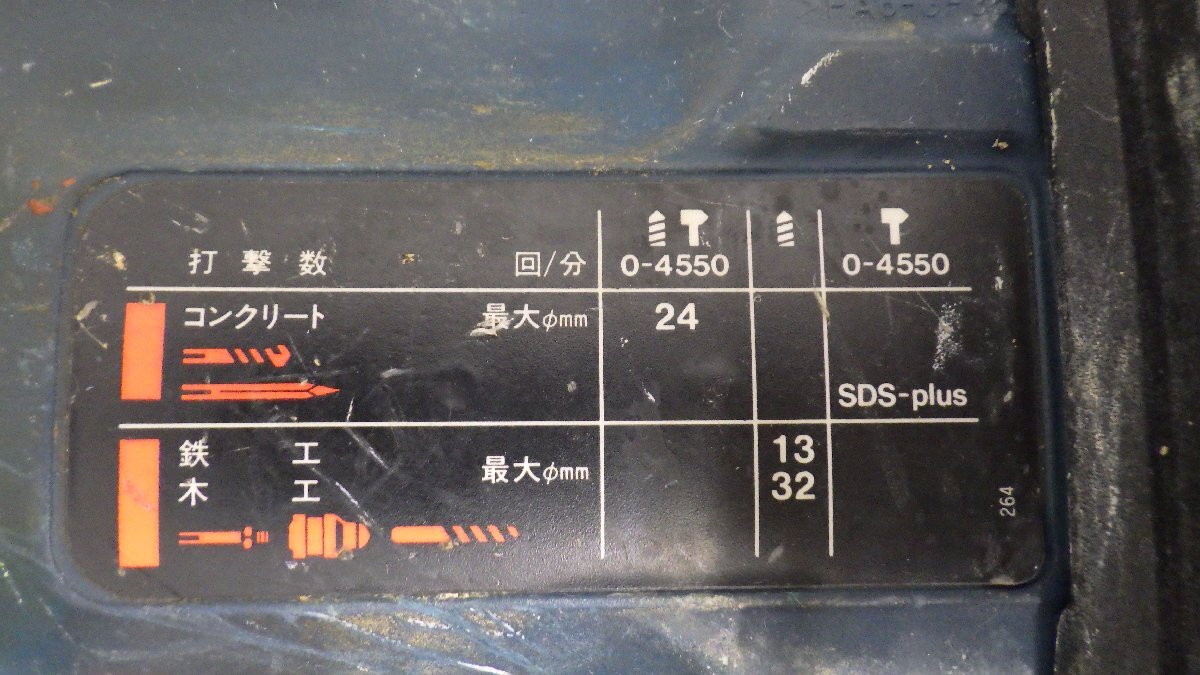 打撃数 回/分 0-4550 0-4550
コンクリート 最大φmm 24
SDS-plus
鉄 工 最大φmm 13
木 工 32
264